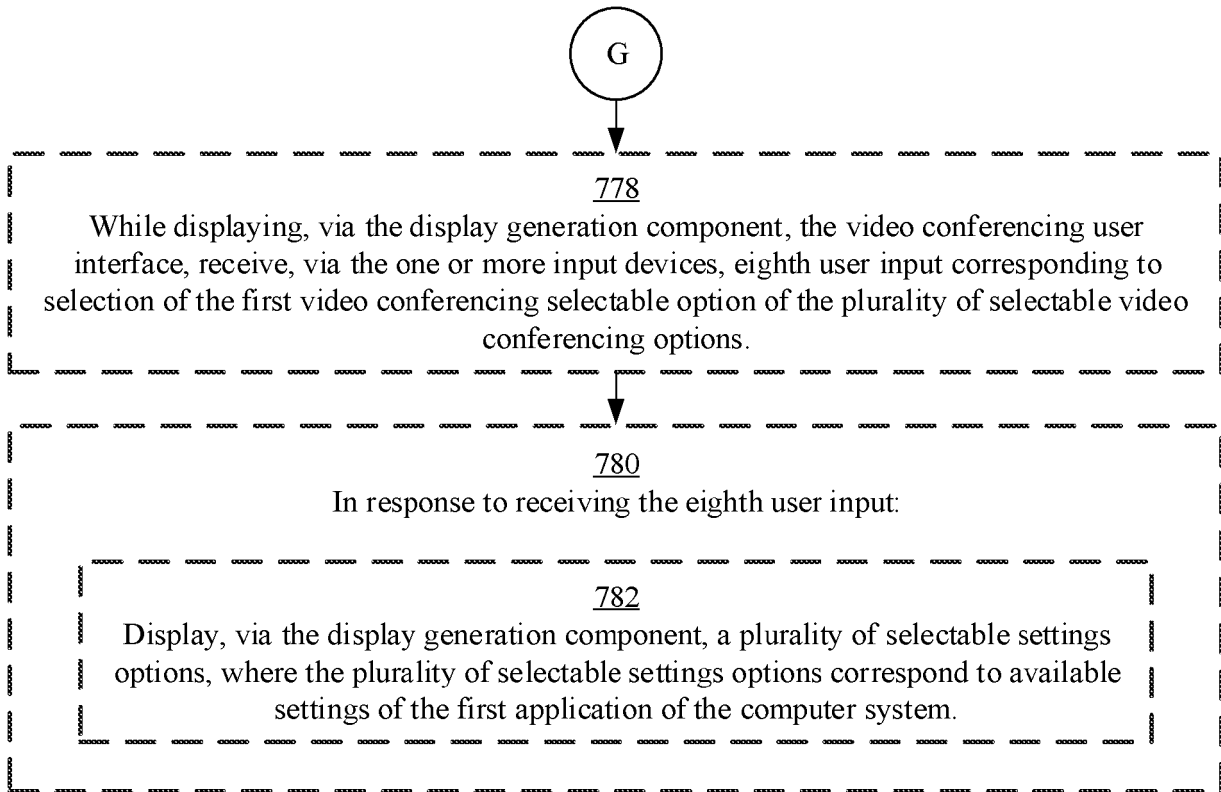 G
778
While displaying, via the display generation component, the video conferencing user
interface, receive, via the one or more input devices, eighth user input corresponding to
selection of the first video conferencing selectable option of the plurality of selectable video
conferencing options.
780
In response to receiving the eighth user input:
782
Display, via the display generation component, a plurality of selectable settings
options, where the plurality of selectable settings options correspond to available
settings of the first application of the computer system.